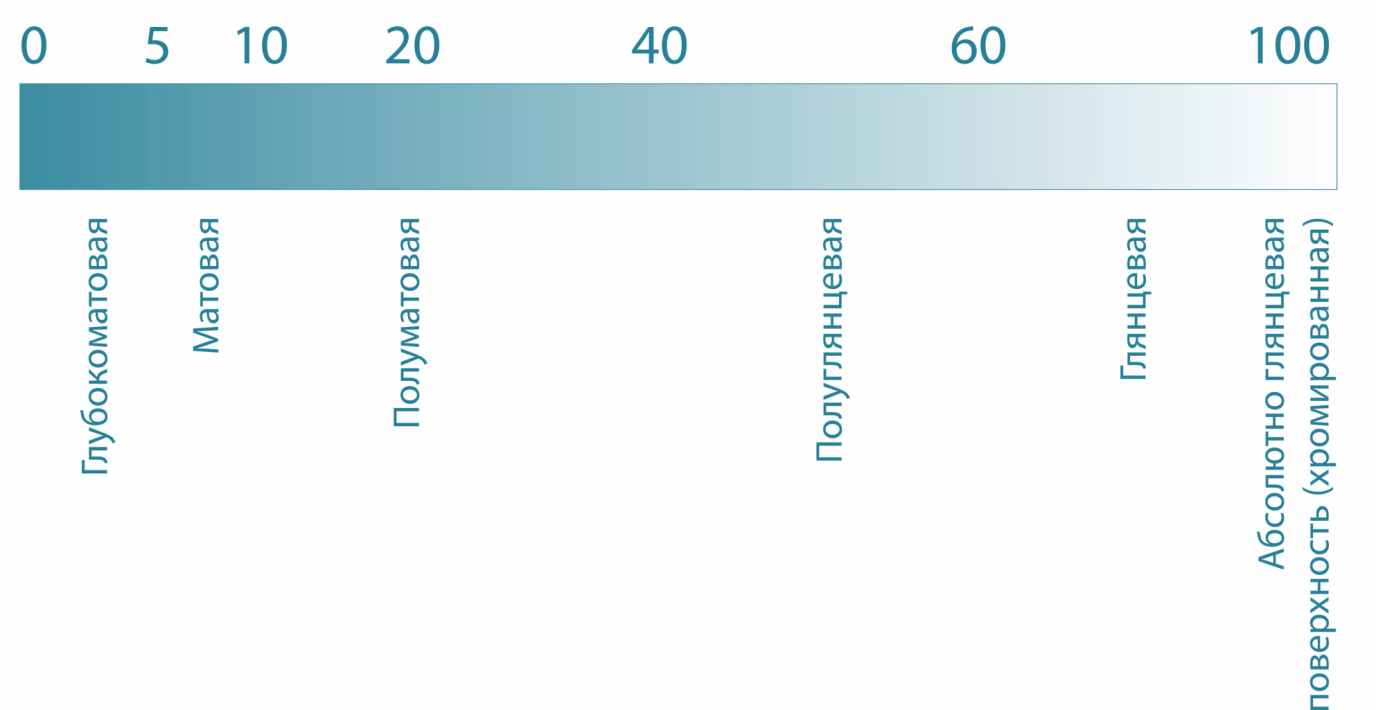 0 5 10 20 40 60 100
Глубокоматовая
Матовая
Полуматовая
Полуглянцевая
Глянцевая
Абсолютно глянцевая
поверхность (хромированная)